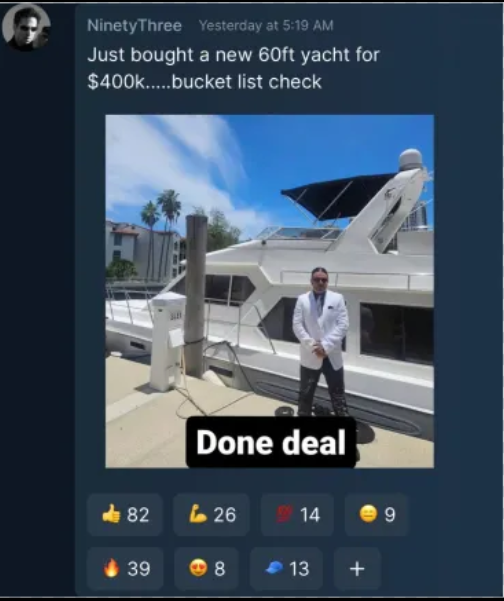 NinetyThree Yesterday at 5:19 AM
Just bought a new 60ft yacht for
$400k.....bucket list check
Done deal
82 26 14 9
39 8 13 +